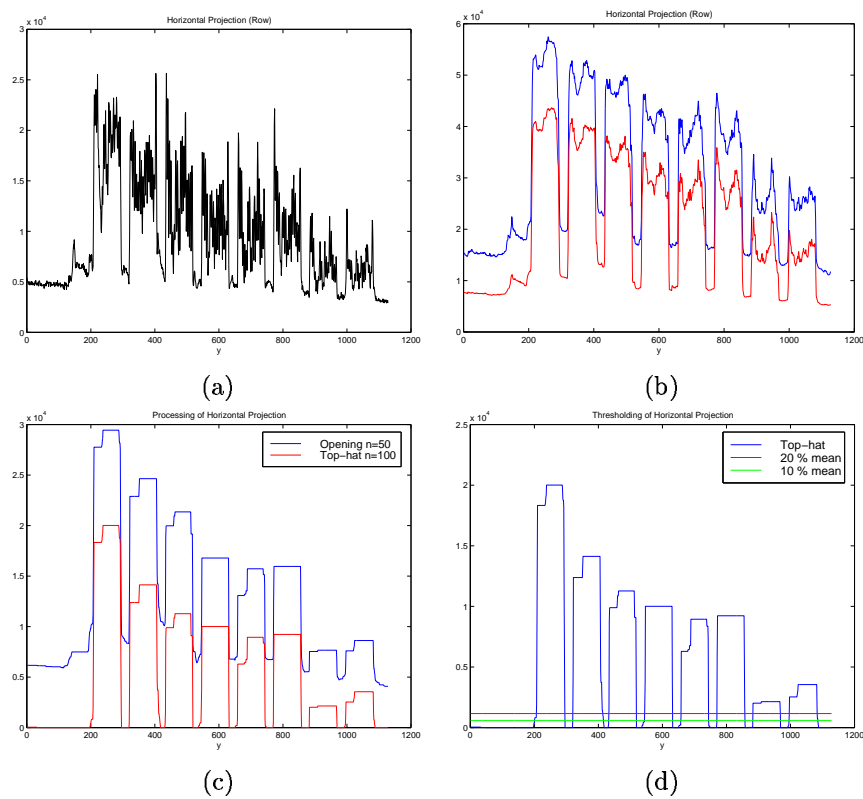 Horizontal Projection (Row)
x 10^4
3
2.5
2
1.5
1
0.5
0
0 200 400 600 800 1000 1200
y
(a)
Horizontal Projection (Row)
x 10^4
6
5
4
3
2
1
0
0 200 400 600 800 1000 1200
y
(b)
Processing of Horizontal Projection
x 10^4
3
2.5
2
1.5
1
0.5
0
Opening n=50
Top-hat n=100
0 200 400 600 800 1000 1200
y
(c)
Thresholding of Horizontal Projection
x 10^4
2.5
2
1.5
1
0.5
0
Top-hat
20 % mean
10 % mean
0 200 400 600 800 1000 1200
y
(d)